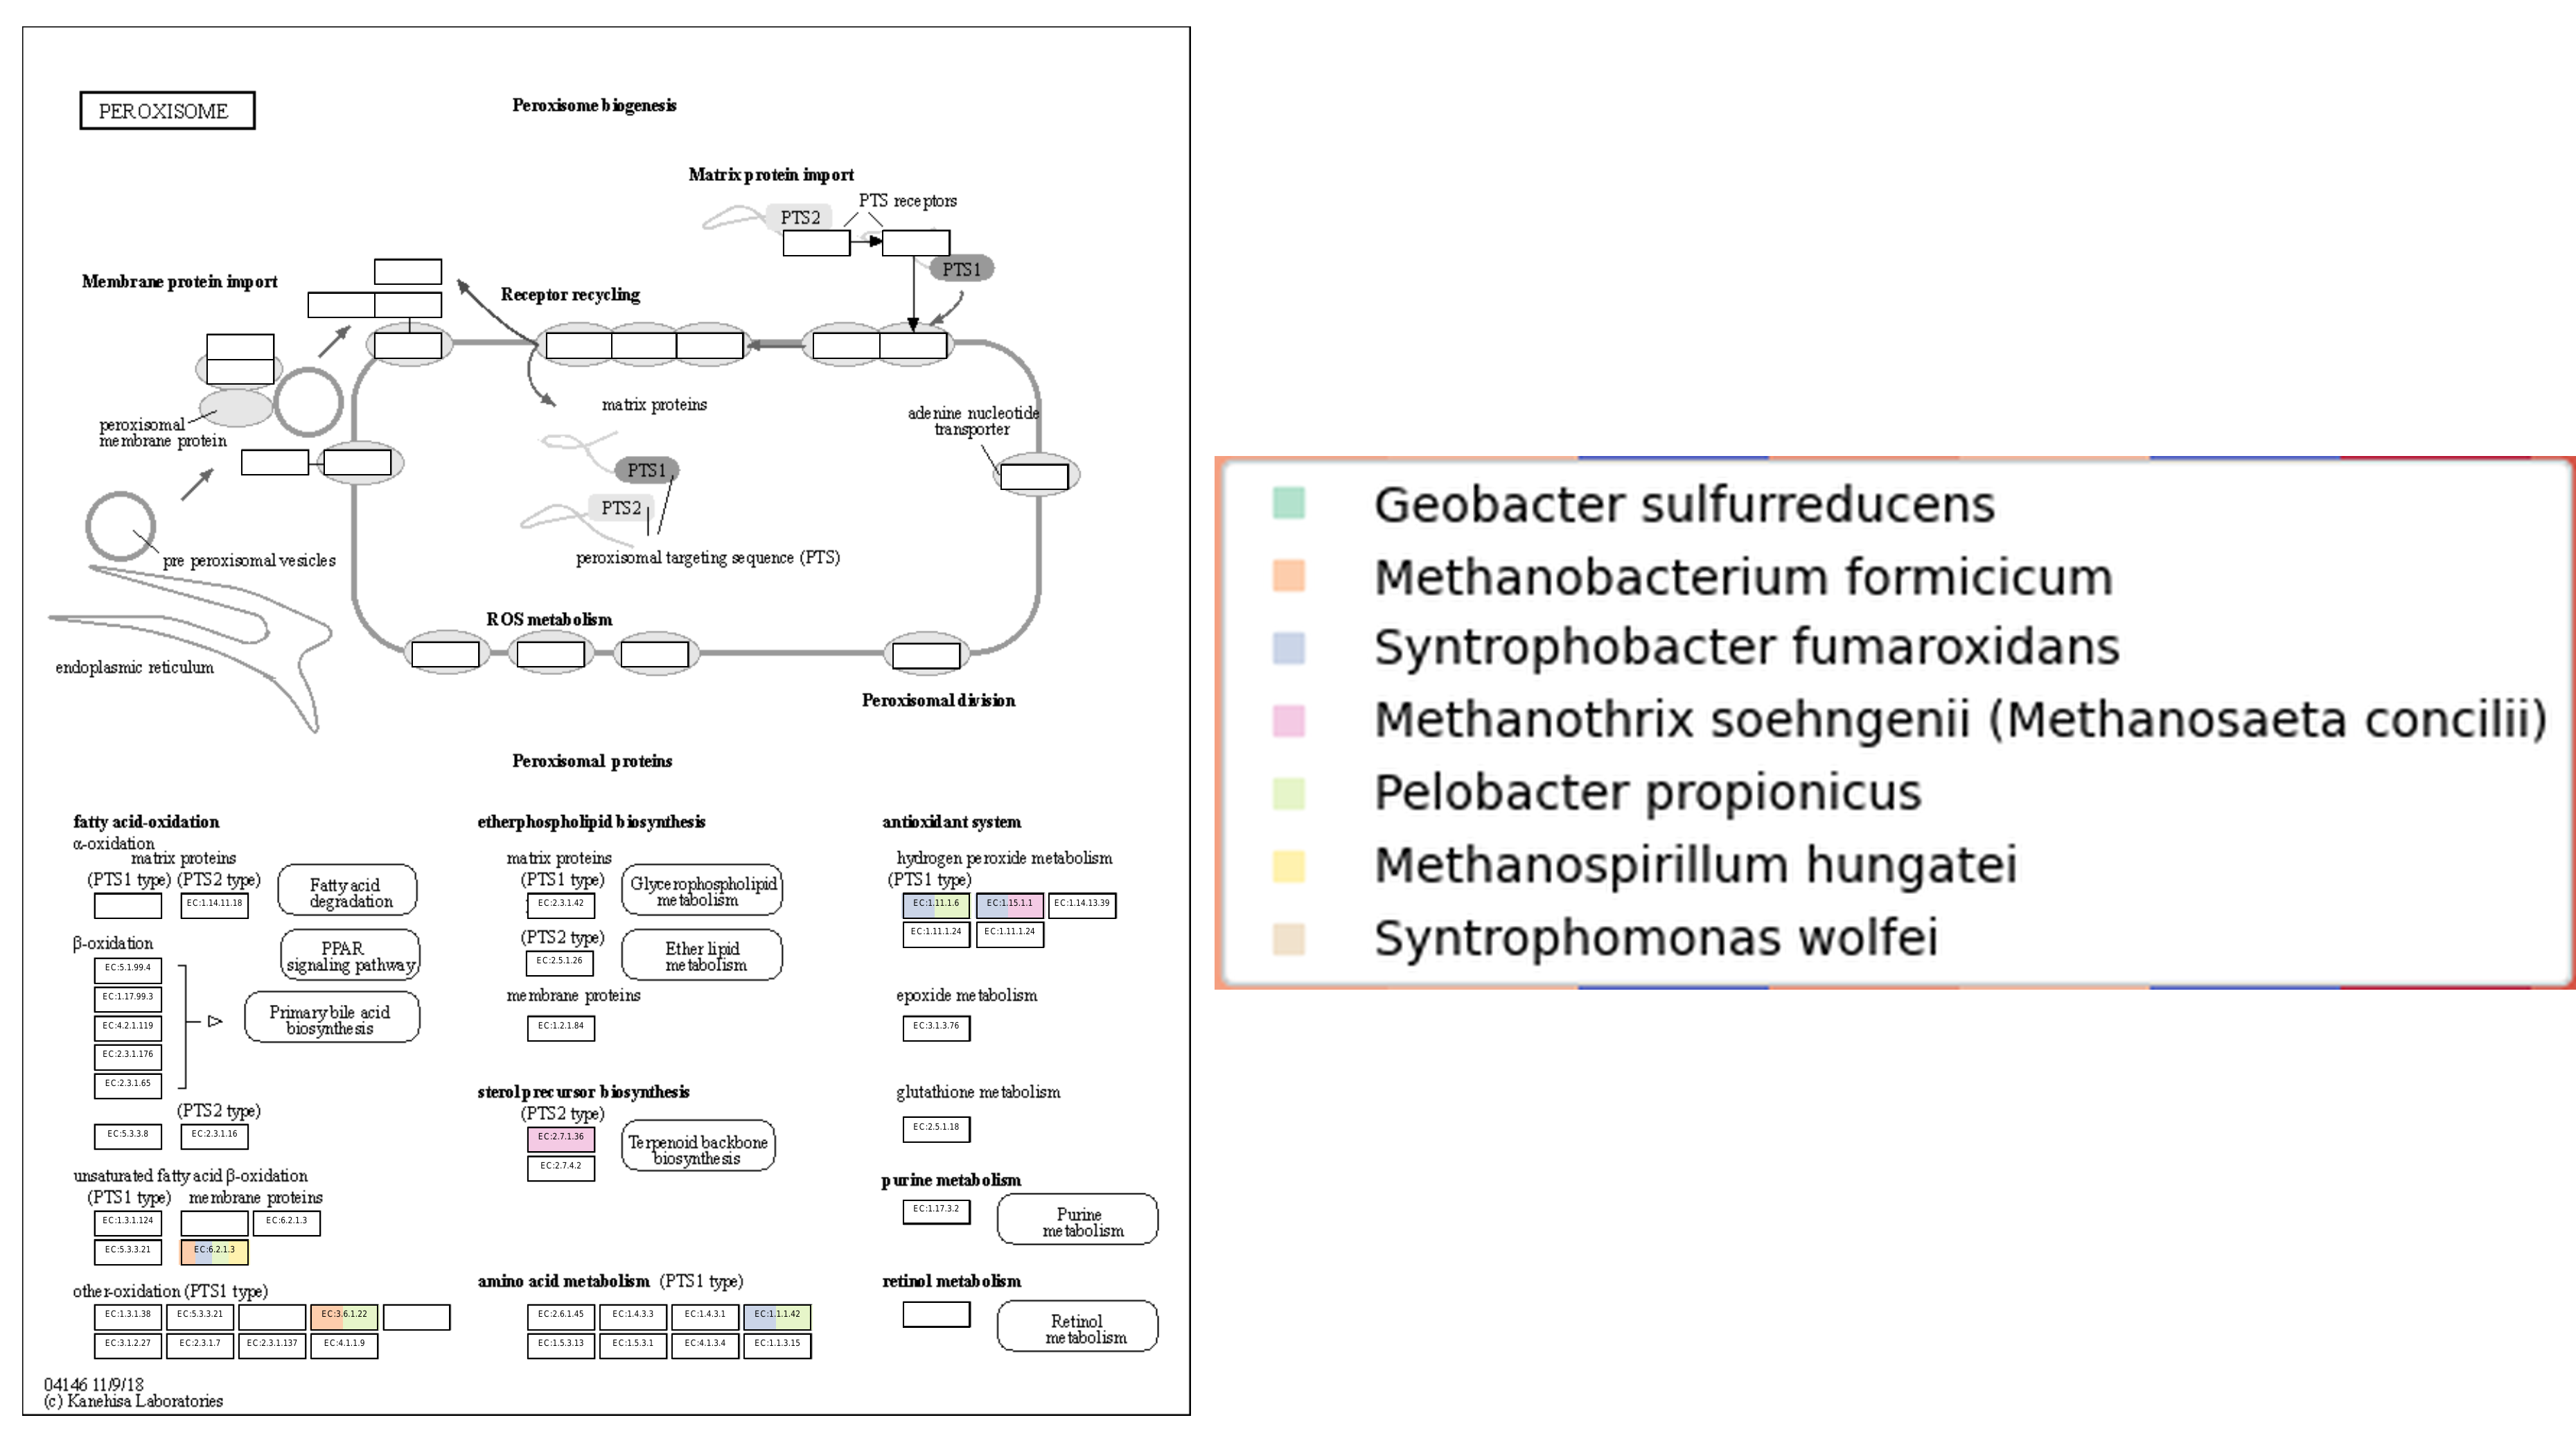 PEROXISOME
Peroxisome biogenesis
Matrix protein import
PTS receptors
PTS2
PTS1
Membrane protein import
Receptor recycling
peroxisomal
membrane protein
matrix proteins
adenine nucleotide
transporter
PTS1
PTS2
peroxisomal targeting sequence (PTS)
pre peroxisomal vesicles
endoplasmic reticulum
ROS metabolism
Peroxisomal division
Peroxisomal proteins
fatty acid-oxidation
α-oxidation
matrix proteins
(PTS1 type) (PTS2 type)
EC:1.14.11.18
Fatty acid
degradation
β-oxidation
PPAR
signaling pathway
EC:5.1.99.4
EC:1.17.99.3
EC:4.2.1.119
EC:2.3.1.176
EC:2.3.1.65
Primary bile acid
biosynthesis
(PTS2 type)
EC:5.3.3.8
EC:2.3.1.16
unsaturated fatty acid β-oxidation
(PTS1 type) membrane proteins
EC:1.3.1.124
EC:6.2.1.3
EC:5.3.3.21
EC:6.2.1.3
other-oxidation (PTS1 type)
EC:1.3.1.38
EC:5.3.3.21
EC:3.6.1.22
EC:3.1.2.27
EC:2.3.1.7
EC:2.3.1.137
EC:4.1.1.9
etherphospholipid biosynthesis
matrix proteins
(PTS1 type)
EC:2.3.1.42
Glycerophospholipid
metabolism
(PTS2 type)
EC:2.5.1.26
Ether lipid
metabolism
membrane proteins
EC:1.2.1.84
sterol precursor biosynthesis
(PTS2 type)
EC:2.7.1.36
EC:2.7.4.2
Terpenoid backbone
biosynthesis
amino acid metabolism (PTS1 type)
EC:2.6.1.45
EC:1.4.3.3
EC:1.4.3.1
EC:1.1.1.42
EC:1.5.3.13
EC:1.5.3.1
EC:4.1.3.4
EC:1.1.3.15
antioxidant system
hydrogen peroxide metabolism
(PTS1 type)
EC:1.11.1.6
EC:1.15.1.1
EC:1.14.13.39
EC:1.11.1.24
EC:1.11.1.24
epoxide metabolism
EC:3.1.3.76
glutathione metabolism
EC:2.5.1.18
purine metabolism
EC:1.17.3.2
Purine
metabolism
retinol metabolism
Retinol
metabolism
04146 11/9/18
(c) Kanehisa Laboratories
Geobacter sulfurreducens
Methanobacterium formicicum
Syntrophobacter fumaroxidans
Methanothrix soehngenii (Methanosaeta concilii)
Pelobacter propionicus
Methanospirillum hungatei
Syntrophomonas wolfei